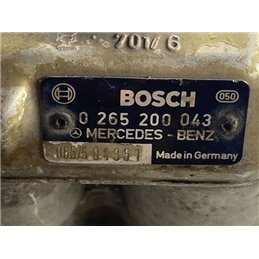 701/6
BOSCH
050
0 265 200 043
MERCEDES - BENZ
Made in Germany